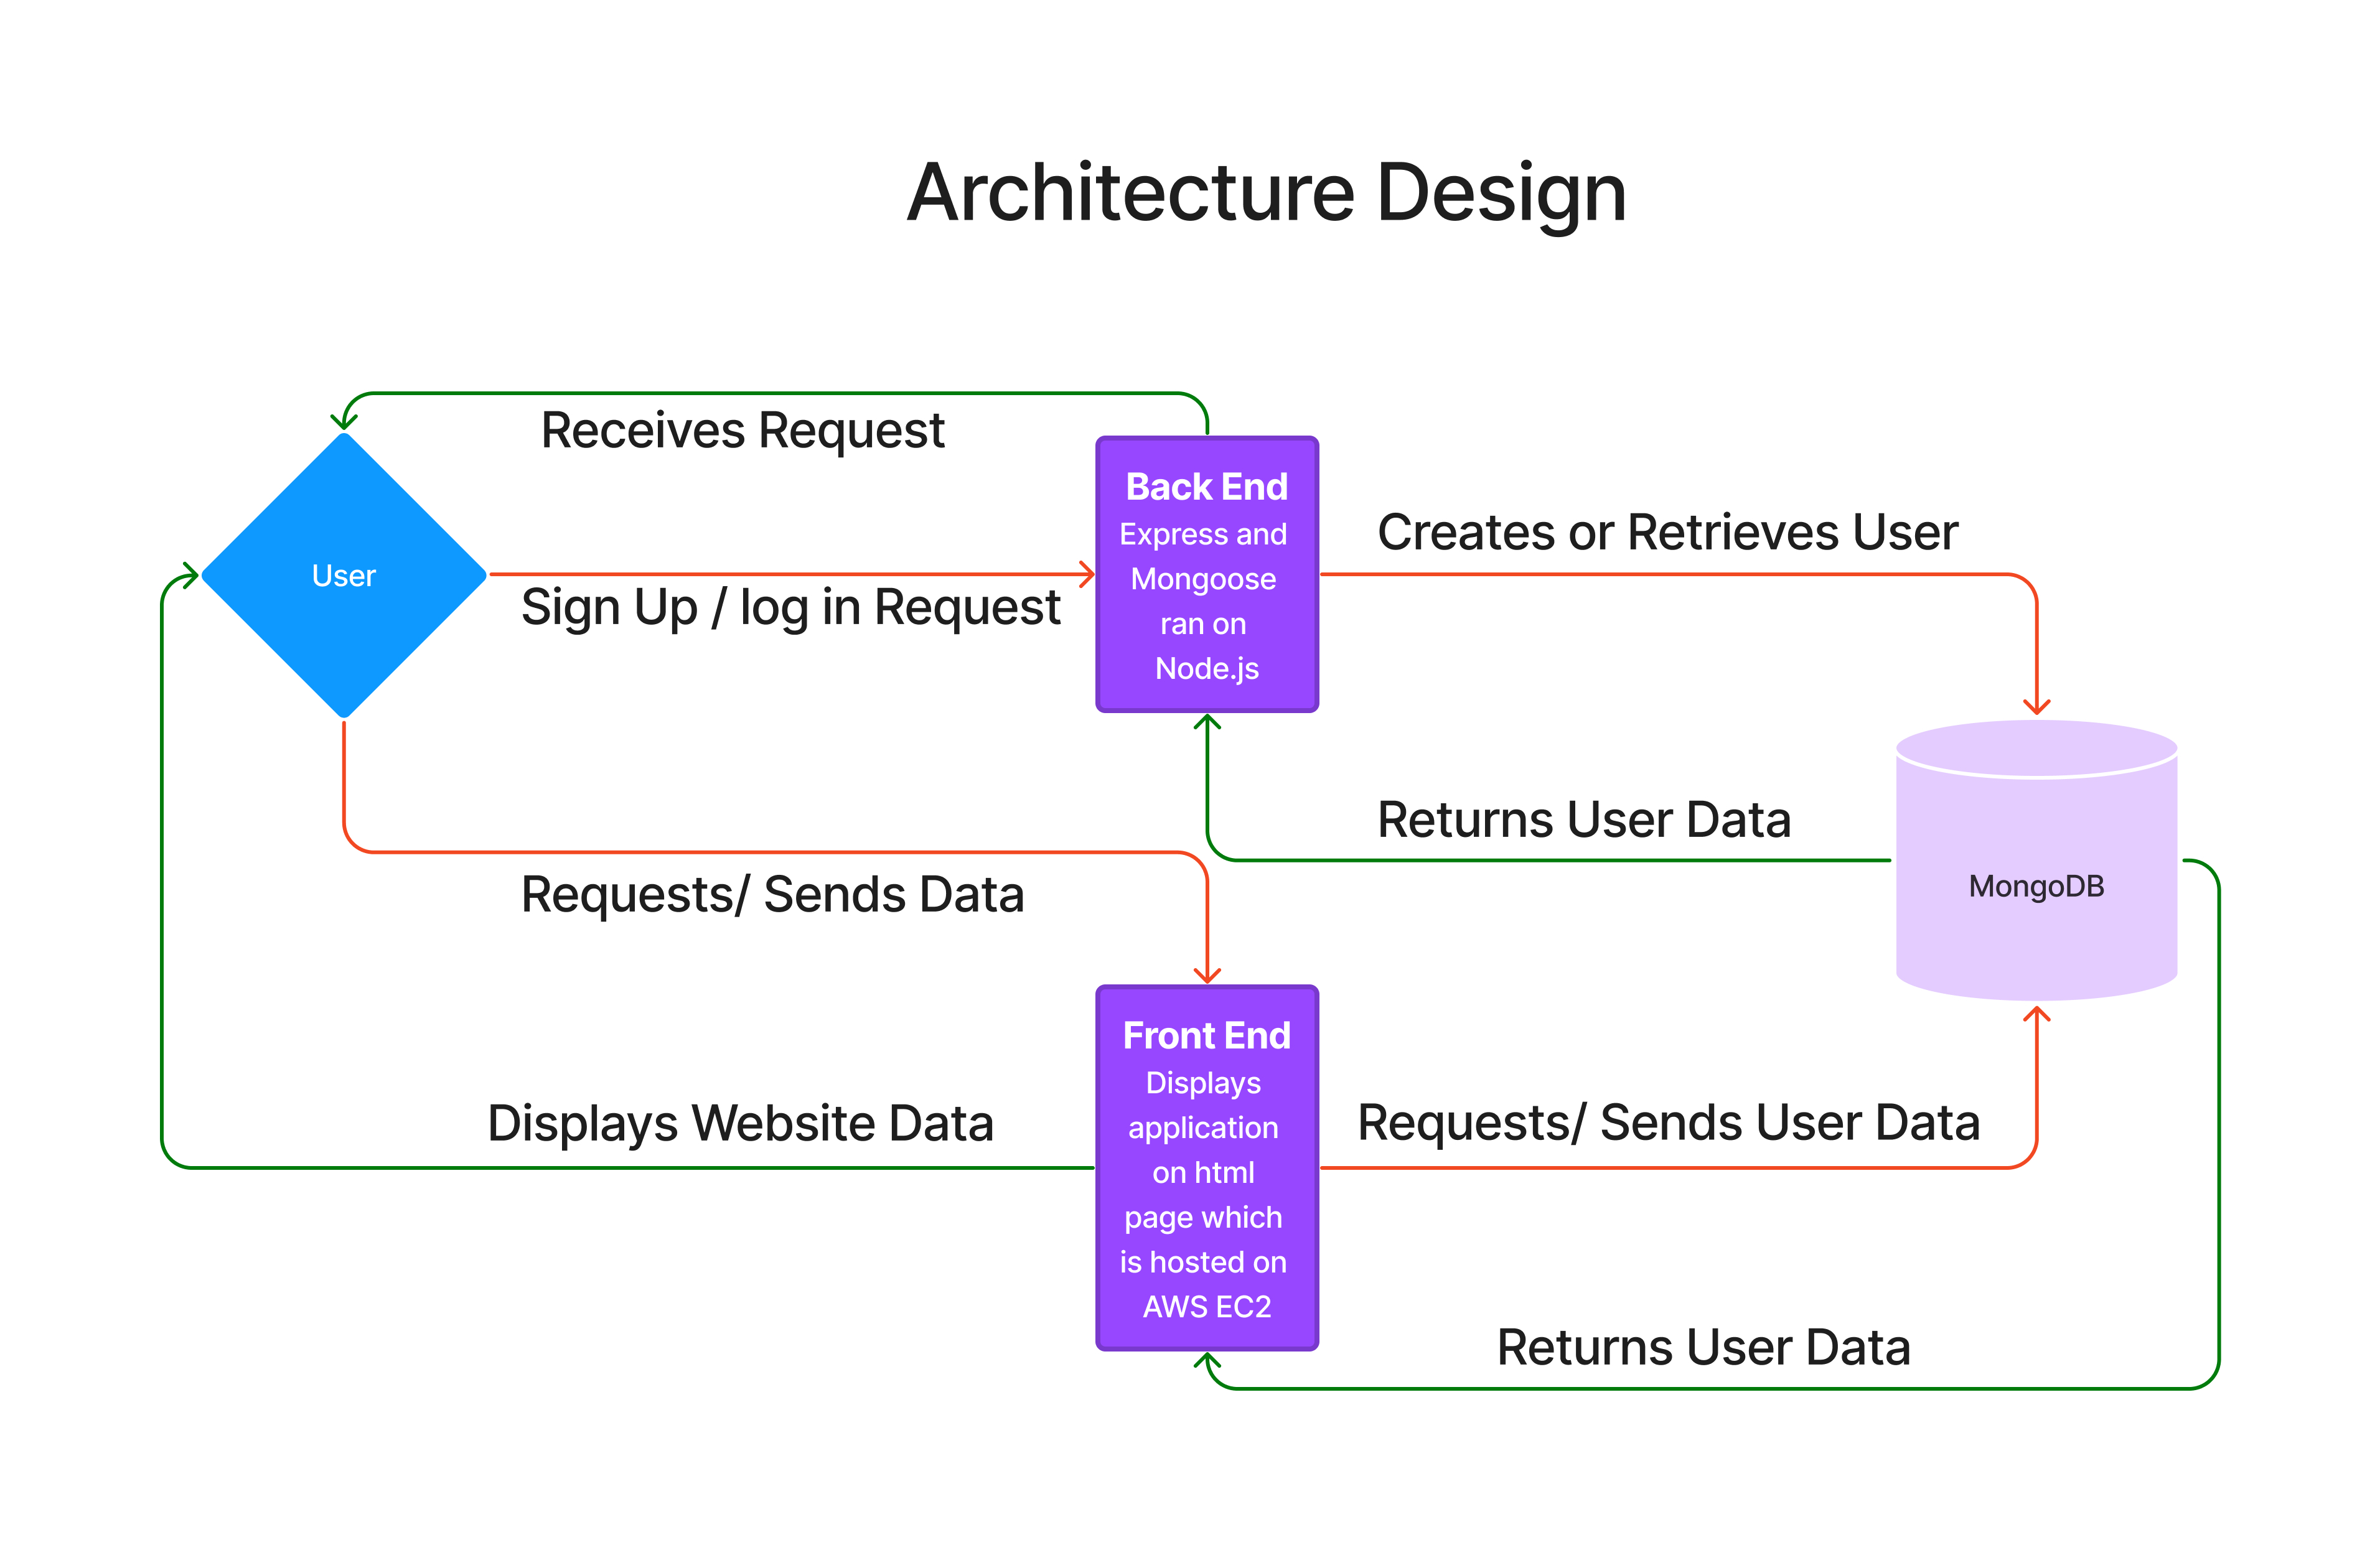 Architecture Design
Receives Request
Back End
Express and
Mongoose
ran on
Node.js
Creates or Retrieves User
User
Sign Up / log in Request
Returns User Data
MongoDB
Requests/ Sends Data
Front End
Displays
application
on html
page which
is hosted on
AWS EC2
Displays Website Data
Requests/ Sends User Data
Returns User Data